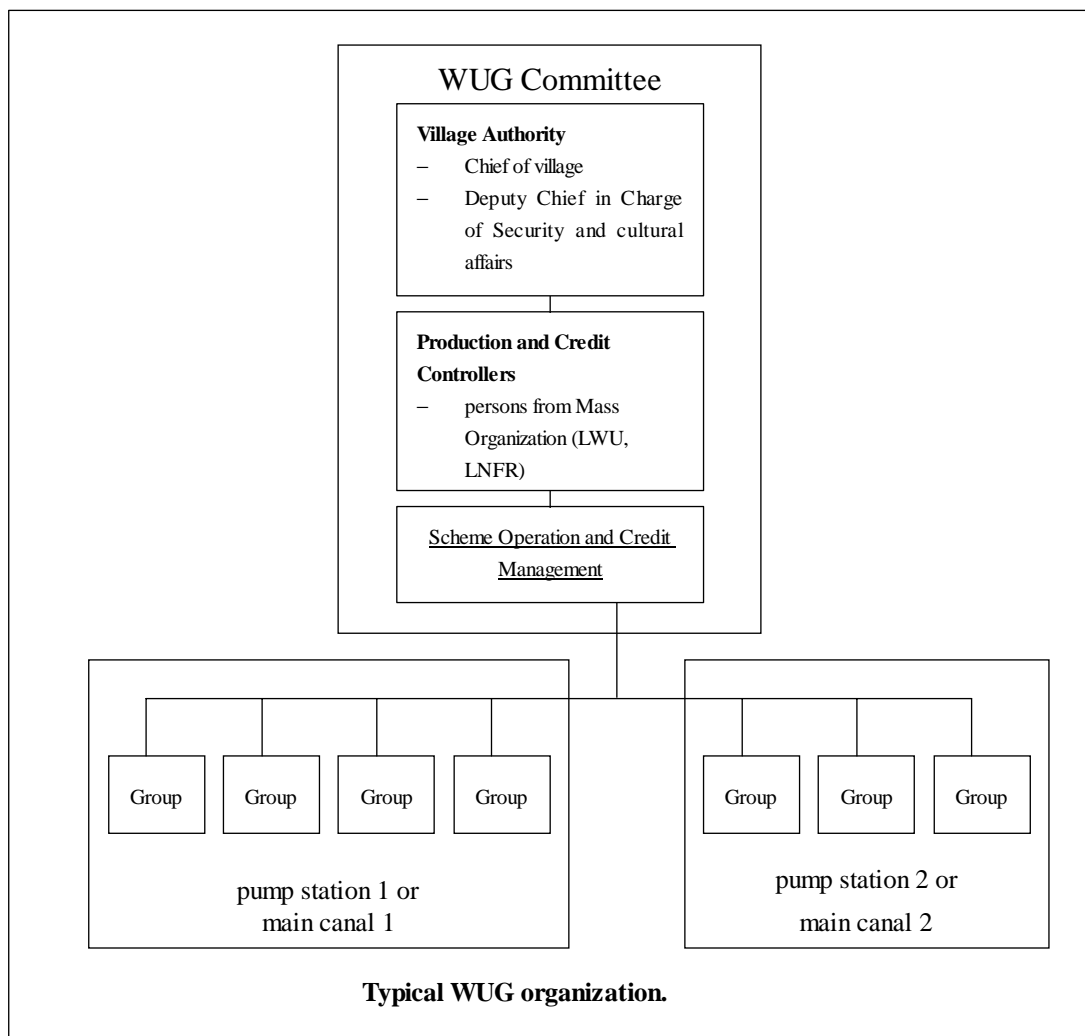 WUG Committee
Village Authority
– Chief of village
– Deputy Chief in Charge
of Security and cultural
affairs
Production and Credit
Controllers
– persons from Mass
Organization (LWU,
LNFR)
Scheme Operation and Credit
Management
Group
Group
Group
Group
pump station 1 or
main canal 1
Group
Group
Group
pump station 2 or
main canal 2
Typical WUG organization.